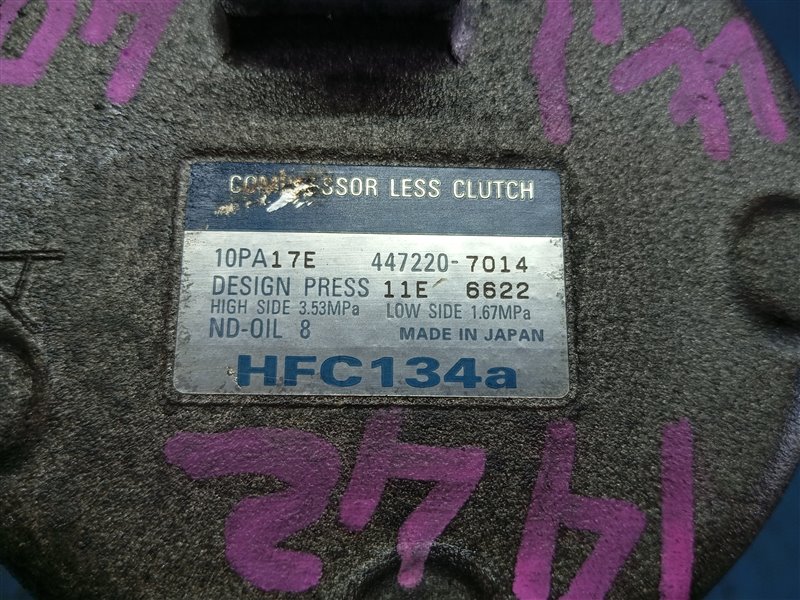 COMPRESSOR LESS CLUTCH
10PA17E 447220-7014
DESIGN PRESS 11E 6622
HIGH SIDE 3.53MPa LOW SIDE 1.67MPa
ND-OIL 8 MADE IN JAPAN
HFC134a